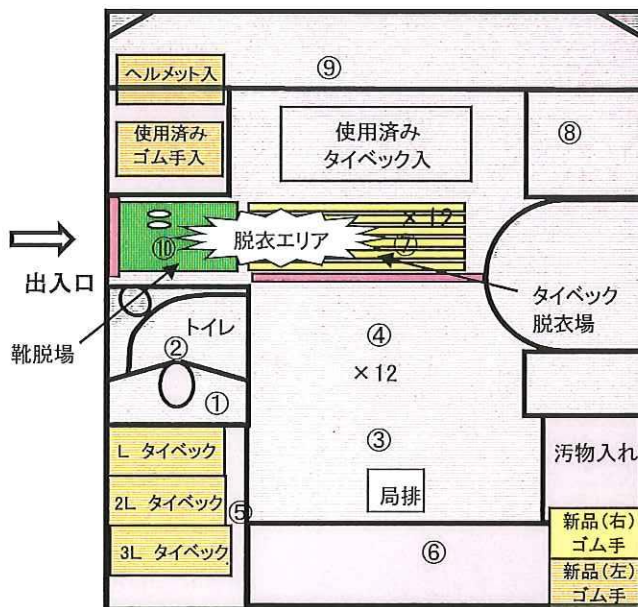 ⑨
ヘルメット入
使用済み
ゴム手入
使用済み
タイベック入
⑧
×12
⑩
脱衣エリア
⑦
出入口
タイベック
脱衣場
靴脱場
トイレ
②
①
④
×12
③
局排
L タイベック
2L タイベック
3L タイベック
⑤
⑥
汚物入れ
新品(右)
ゴム手
新品(左)
ゴム手